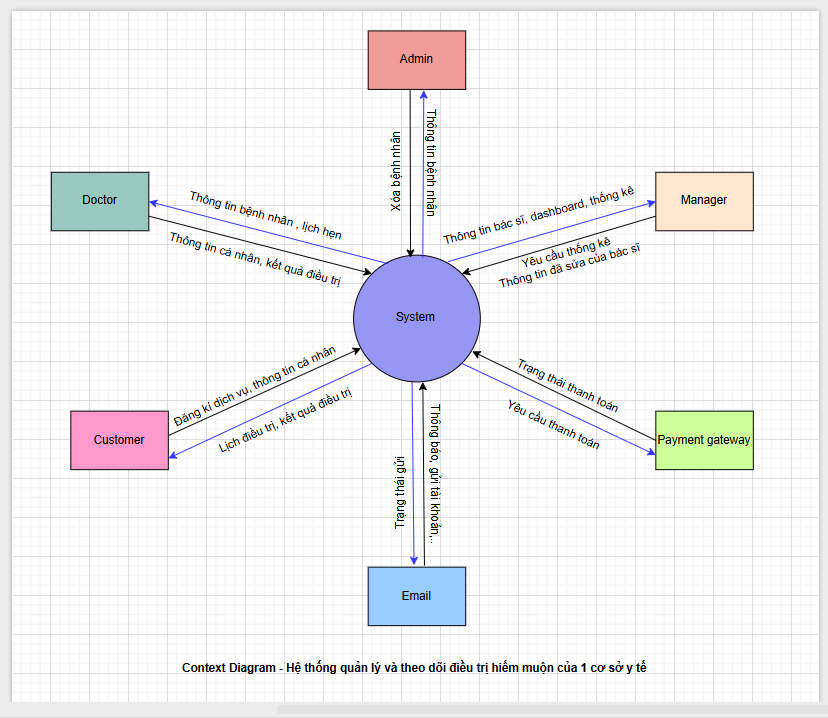 Admin
Xóa bệnh nhân
Thông tin bệnh nhân
Doctor
Thông tin bệnh nhân , lịch hẹn
Thông tin cá nhân, kết quả điều trị
Manager
Thông tin bác sĩ, dashboard, thống kê
Yêu cầu thống kê
Thông tin đã sửa của bác sĩ
System
Customer
Đăng kí dịch vụ, thông tin cá nhân
Lịch điều trị, kết quả điều trị
Payment gateway
Trạng thái thanh toán
Yêu cầu thanh toán
Trạng thái gửi
Thông báo, gửi tài khoản,..
Email
Context Diagram - Hệ thống quản lý và theo dõi điều trị hiếm muộn của 1 cơ sở y tế